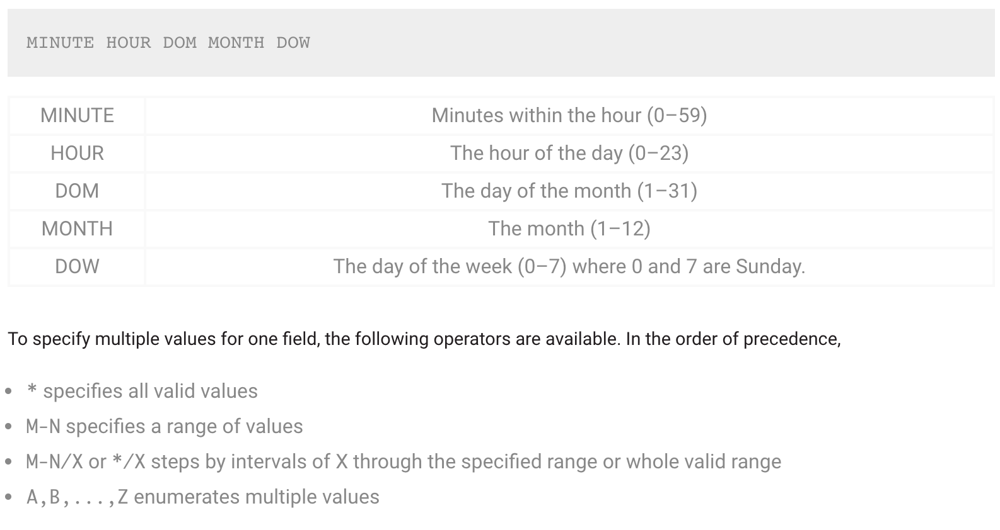 MINUTE HOUR DOM MONTH DOW
MINUTE Minutes within the hour (0–59)
HOUR The hour of the day (0–23)
DOM The day of the month (1–31)
MONTH The month (1–12)
DOW The day of the week (0–7) where 0 and 7 are Sunday.
To specify multiple values for one field, the following operators are available. In the order of precedence,
• * specifies all valid values
• M-N specifies a range of values
• M-N/X or */X steps by intervals of X through the specified range or whole valid range
• A,B,...,Z enumerates multiple values